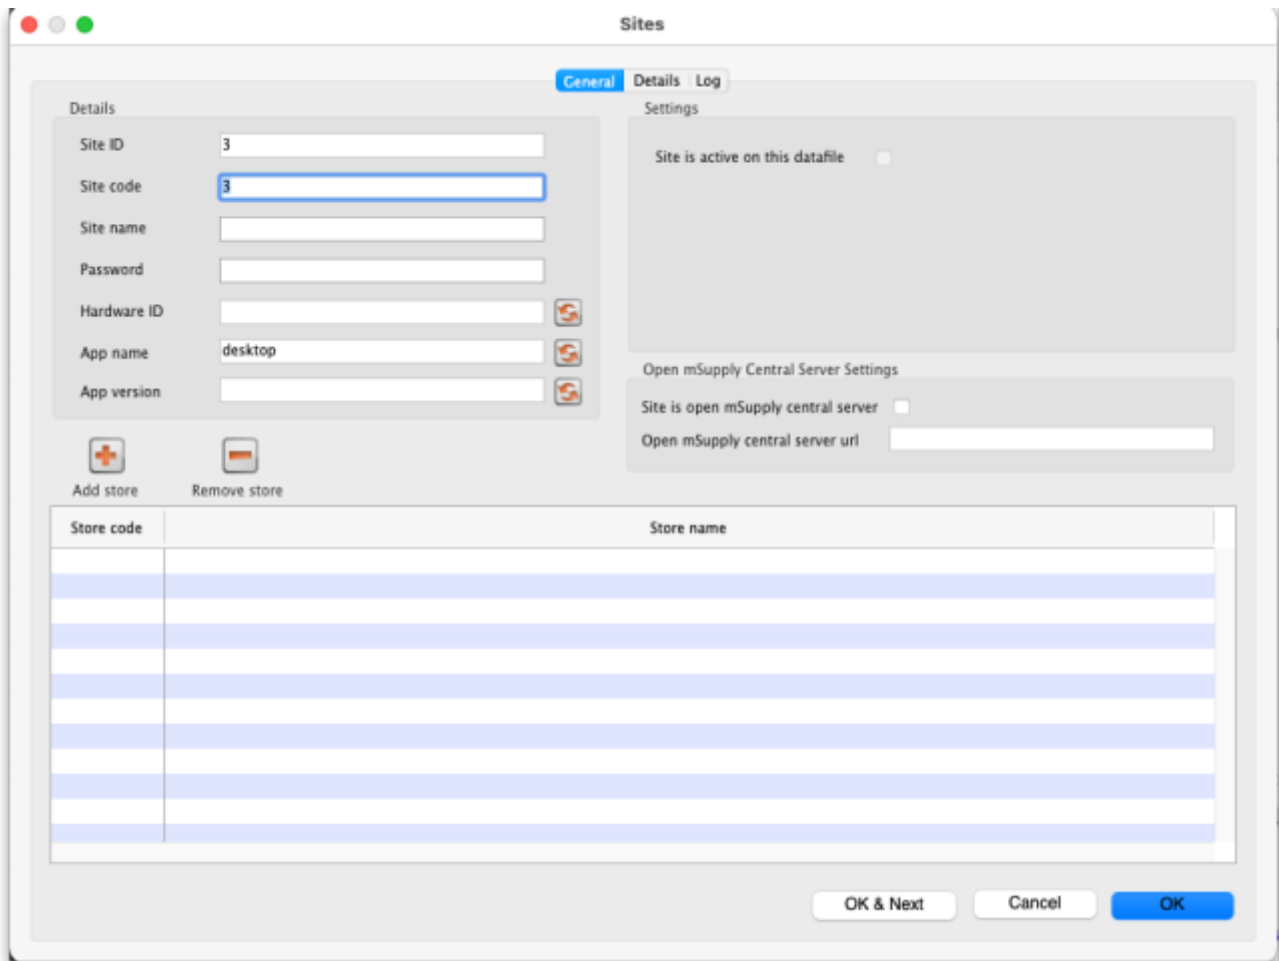 Sites
General Details Log
Details
Site ID 3
Site code 3
Site name
Password
Hardware ID
App name desktop
App version
Settings
Site is active on this datafile
Open mSupply Central Server Settings
Site is open mSupply central server
Open mSupply central server url
Add store Remove store
Store code Store name
OK & Next Cancel OK